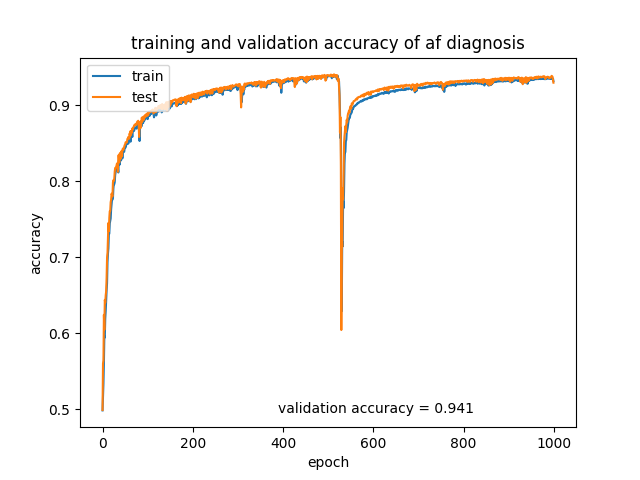 training and validation accuracy of af diagnosis
train
test
0.9
0.8
0.7
0.6
0.5
accuracy
validation accuracy = 0.941
0 200 400 600 800 1000
epoch